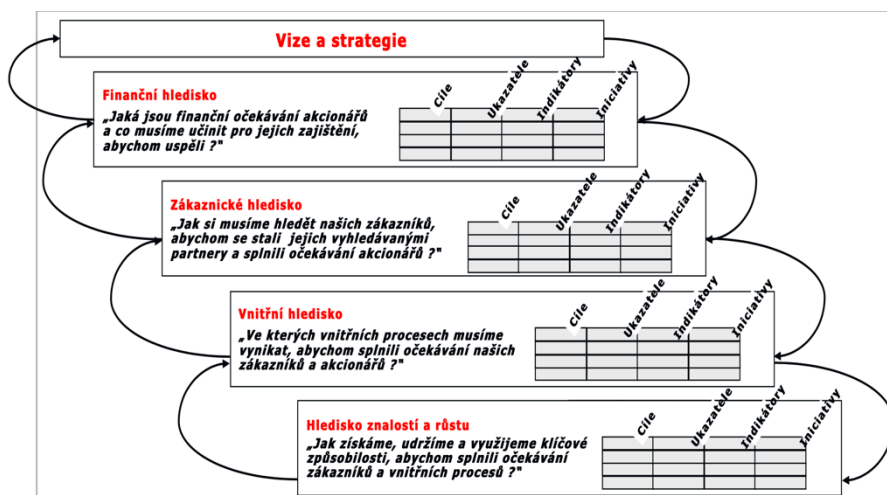 Vize a strategie
Finanční hledisko
„Jaká jsou finanční očekávání akcionářů
a co musíme učinit pro jejich zajištění,
abychom uspěli ?"
Cíle
Ukazatele
Indikátory
Iniciativy
Zákaznické hledisko
„Jak si musíme hledět našich zákazníků,
abychom se stali jejich vyhledávanými
partnery a splnili očekávání akcionářů ?"
Cíle
Ukazatele
Indikátory
Iniciativy
Vnitřní hledisko
„Ve kterých vnitřních procesech musíme
vynikat, abychom splnili očekávání našich
zákazníků a akcionářů ?"
Cíle
Ukazatele
Indikátory
Iniciativy
Hledisko znalostí a růstu
„Jak získáme, udržíme a využijeme klíčové
způsobilosti, abychom splnili očekávání
zákazníků a vnitřních procesů ?"
Cíle
Ukazatele
Indikátory
Iniciativy